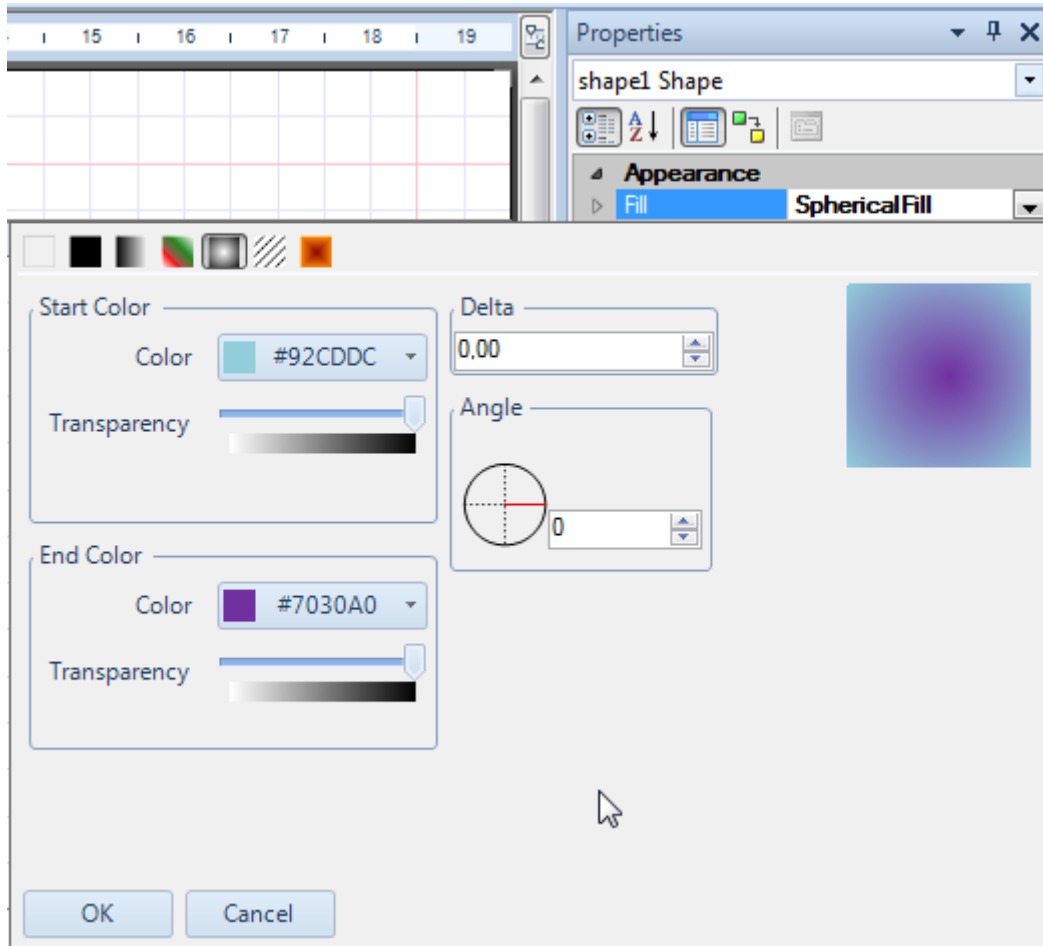 15 16 17 18 19
Properties
shape1 Shape
A
Z
Appearance
Fill SphericalFill
Start Color
Color #92CDDC
Transparency
Delta
0,00
Angle
0
End Color
Color #7030A0
Transparency
OK Cancel